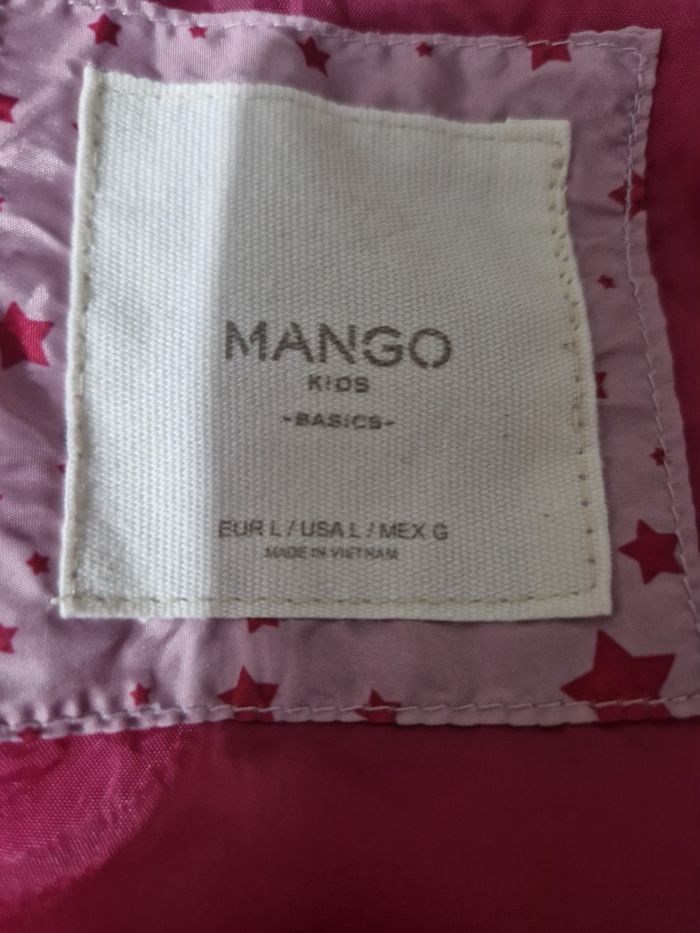 MANGO
KIDS
-BASICS-
EUR L / USA L / MEX G
MADE IN VIETNAM